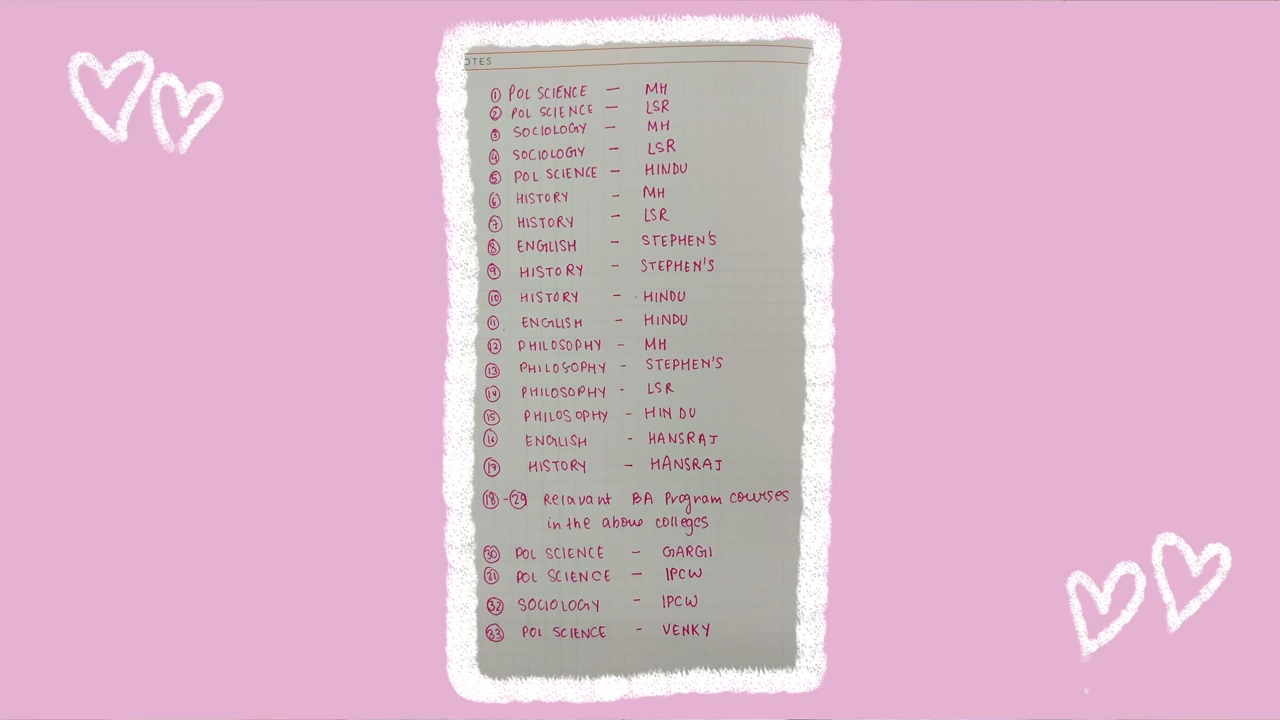 OTES
① POL SCIENCE — MH
② POL SCIENCE — LSR
③ SOCIOLOGY — MH
④ SOCIOLOGY — LSR
⑤ POL SCIENCE — HINDU
⑥ HISTORY — MH
⑦ HISTORY — LSR
⑧ ENGLISH — STEPHEN'S
⑨ HISTORY — STEPHEN'S
⑩ HISTORY — HINDU
⑪ ENGLISH — HINDU
⑫ PHILOSOPHY — MH
⑬ PHILOSOPHY — STEPHEN'S
⑭ PHILOSOPHY - LSR
⑮ PHILOSOPHY - HINDU
⑯ ENGLISH - HANSRAJ
⑰ HISTORY — HANSRAJ
⑱-㉙ relavant BA Program courses
in the above colleges
㉚ POL SCIENCE — GARGI
㉛ POL SCIENCE — IPCW
㉜ SOCIOLOGY — IPCW
㉝ POL SCIENCE — VENKY